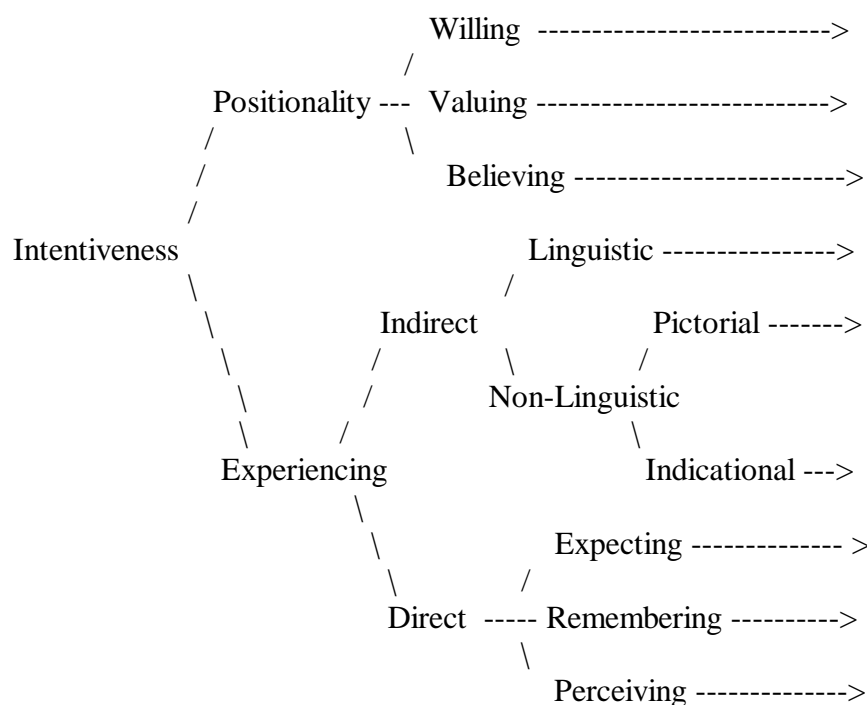 Willing --------------------------->
Positionality --- Valuing --------------------------->
Believing ------------------------->
Intentiveness
Linguistic ---------------->
Indirect
Pictorial ------->
Non-Linguistic
Indicational --->
Experiencing
Expecting -------------- >
Direct ----- Remembering ---------->
Perceiving -------------->